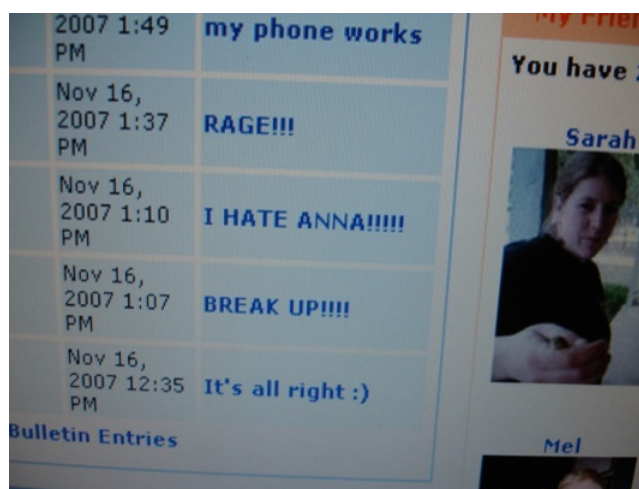 2007 1:49
PM
my phone works
Nov 16,
2007 1:37
PM
RAGE!!!
Nov 16,
2007 1:10
PM
I HATE ANNA!!!!!
Nov 16,
2007 1:07
PM
BREAK UP!!!!
Nov 16,
2007 12:35
PM
It's all right :)
Bulletin Entries
My Frien
You have
Sarah
Mel